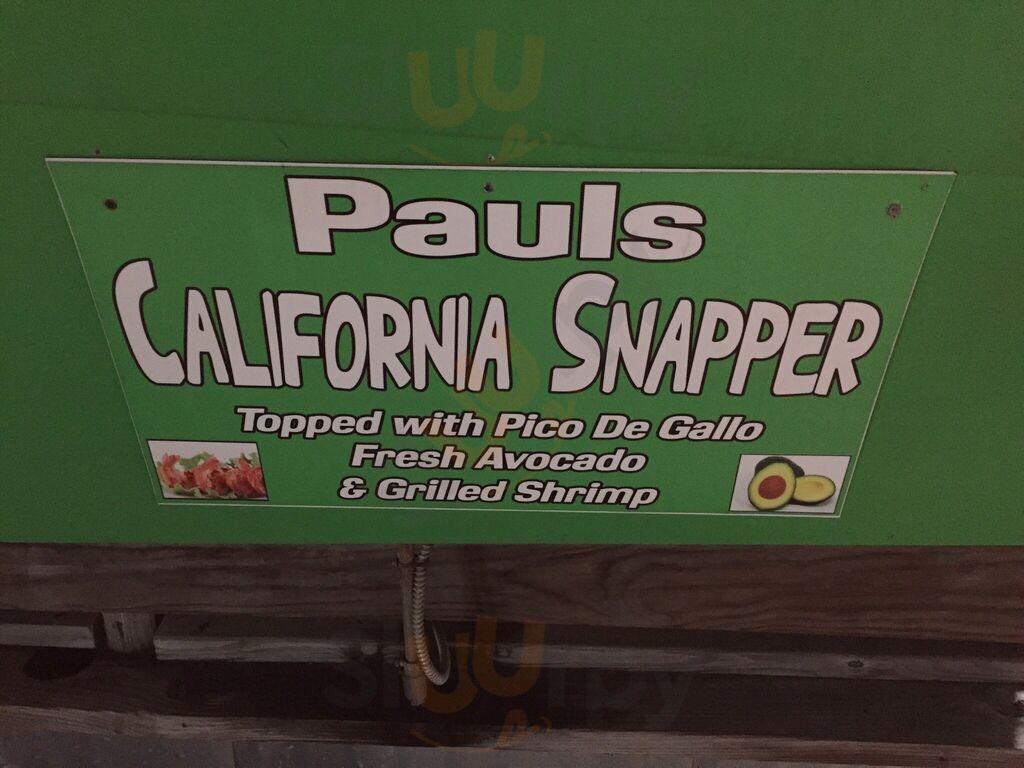 Pauls
CALIFORNIA SNAPPER
Topped with Pico De Gallo
Fresh Avocado
& Grilled Shrimp